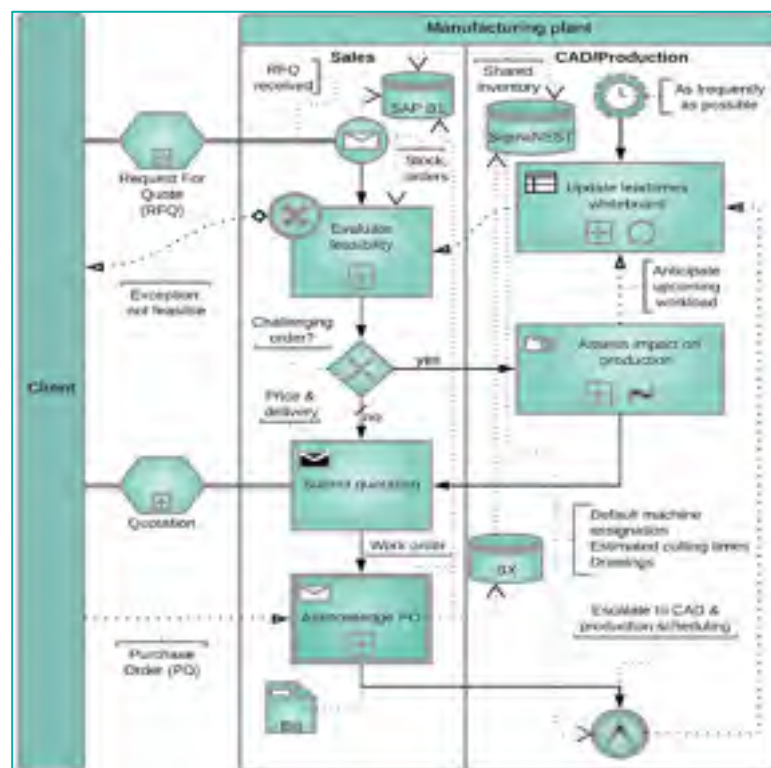 Manufacturing plant
Sales
CAD/Production
RFQ
received
SAP B1
Shared
Inventory
SigmaNEST
As frequently
as possible
Request For
Quote
(RFQ)
Stock,
orders
Update leadtimes
whiteboard
Evaluate
feasibility
Exception:
not feasible
Anticipate
upcoming
workload
Challenging
order?
yes
Assess impact on
production
Client
Price &
delivery
no
Submit quotation
Quotation
Work order
BX
Default machine
assignation
Estimated cutting times
Drawings
Acknowledge PO
Escalate to CAD &
production scheduling
Purchase
Order (PO)